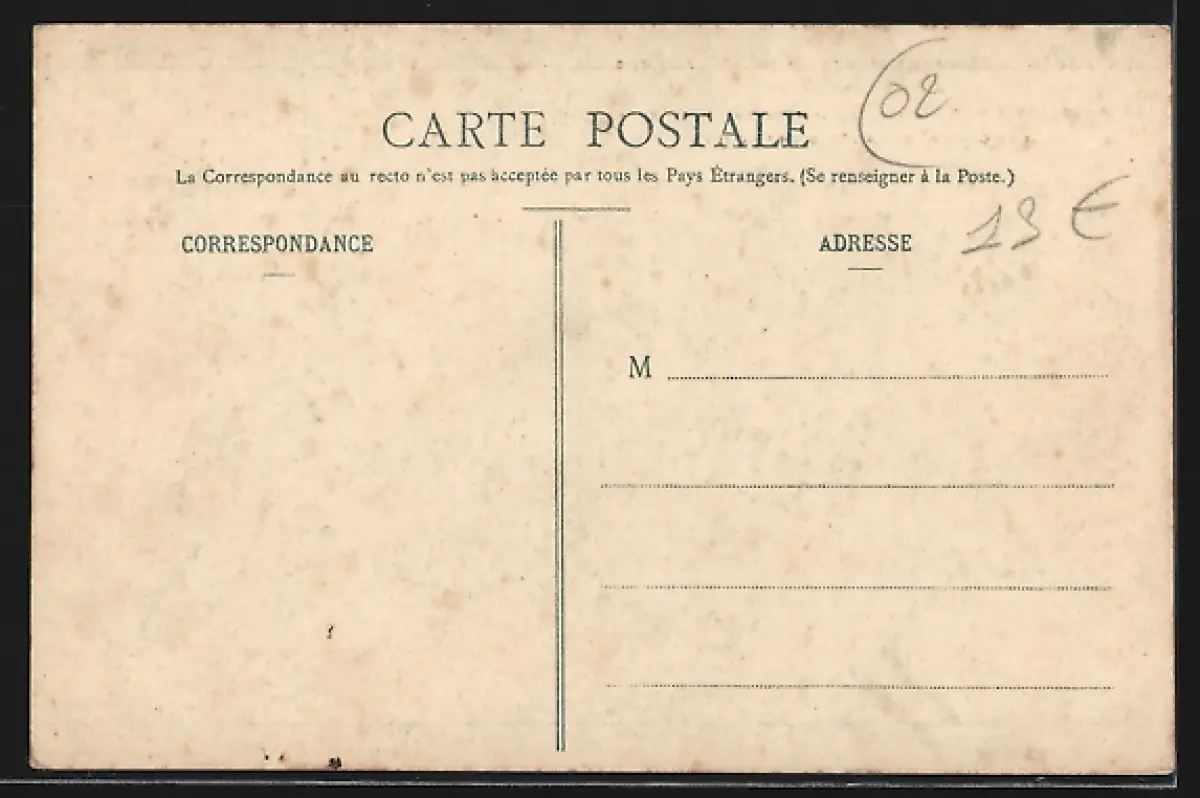 02
CARTE POSTALE
La Correspondance au recto n'est pas acceptée par tous les Pays Étrangers. (Se renseigner à la Poste.)
CORRESPONDANCE
ADRESSE
13 €
M